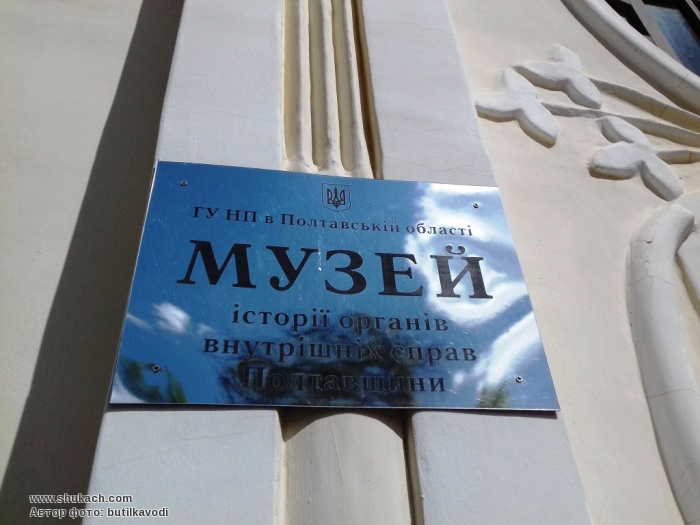 ГУ НП в Полтавській області
МУЗЕЙ
історії органів
внутрішніх справ
Полтавщини
www.shukach.com
Автор фото: butilkavodi